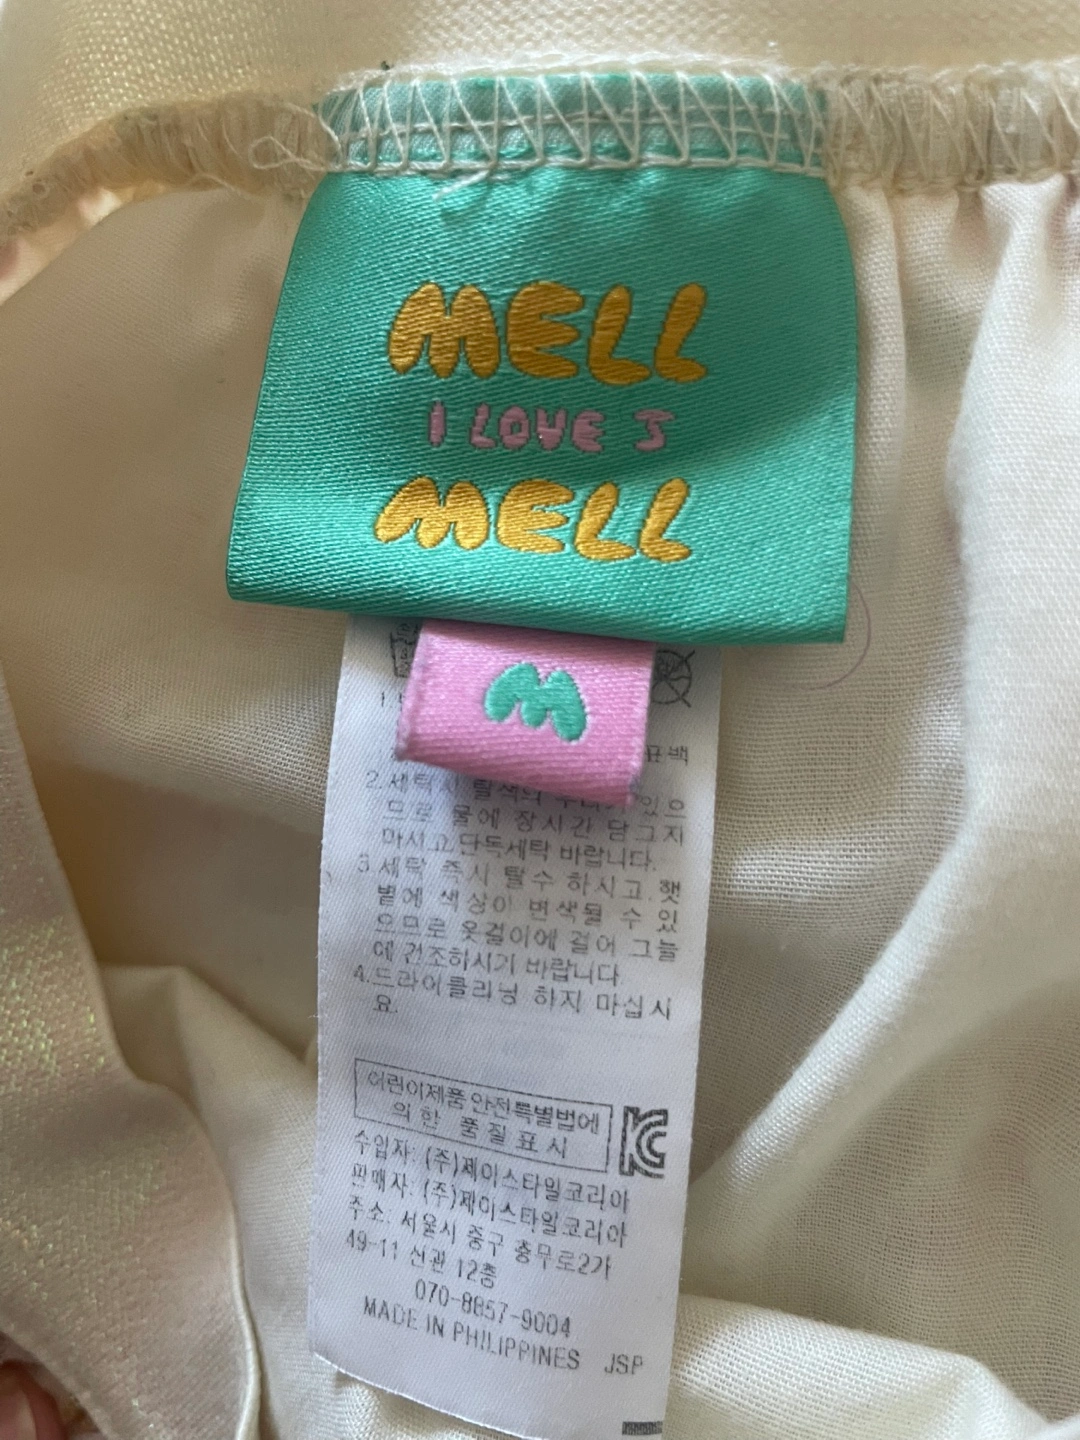 MELL
I LOVE J
MELL
M
표백
2.세탁시 탈색의 우려가 있으
므로 물에 장시간 담그지
마시고 단독세탁 바랍니다.
3.세탁 즉시 탈수 하시고, 햇
볕에 색상이 변색될 수 있
으므로 옷걸이에 걸어 그늘
에 건조하시기 바랍니다.
4.드라이클리닝 하지 마십시
요.
어린이제품 안전특별법에
의한 품질표시
수입자: (주)제이스타일코리아
판매자: (주)제이스타일코리아
주소: 서울시 중구 충무로2가
49-11 신관 12층
070-8857-9004
MADE IN PHILIPPINES JSP